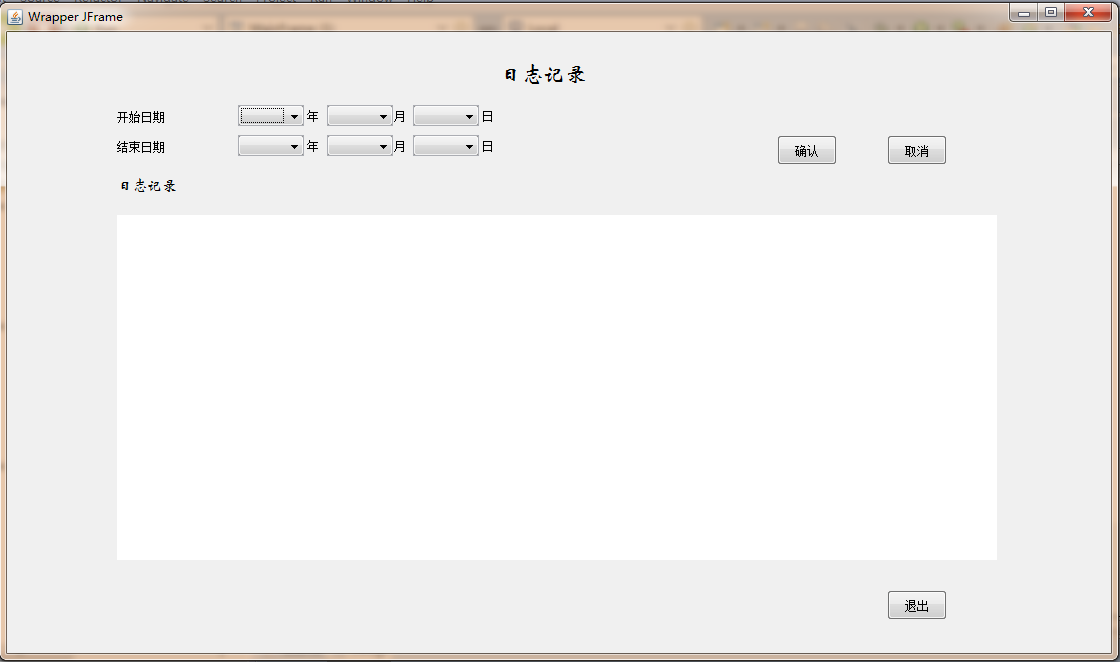 Wrapper JFrame
日志记录
开始日期 年 月 日
结束日期 年 月 日 确认 取消
日志记录
退出